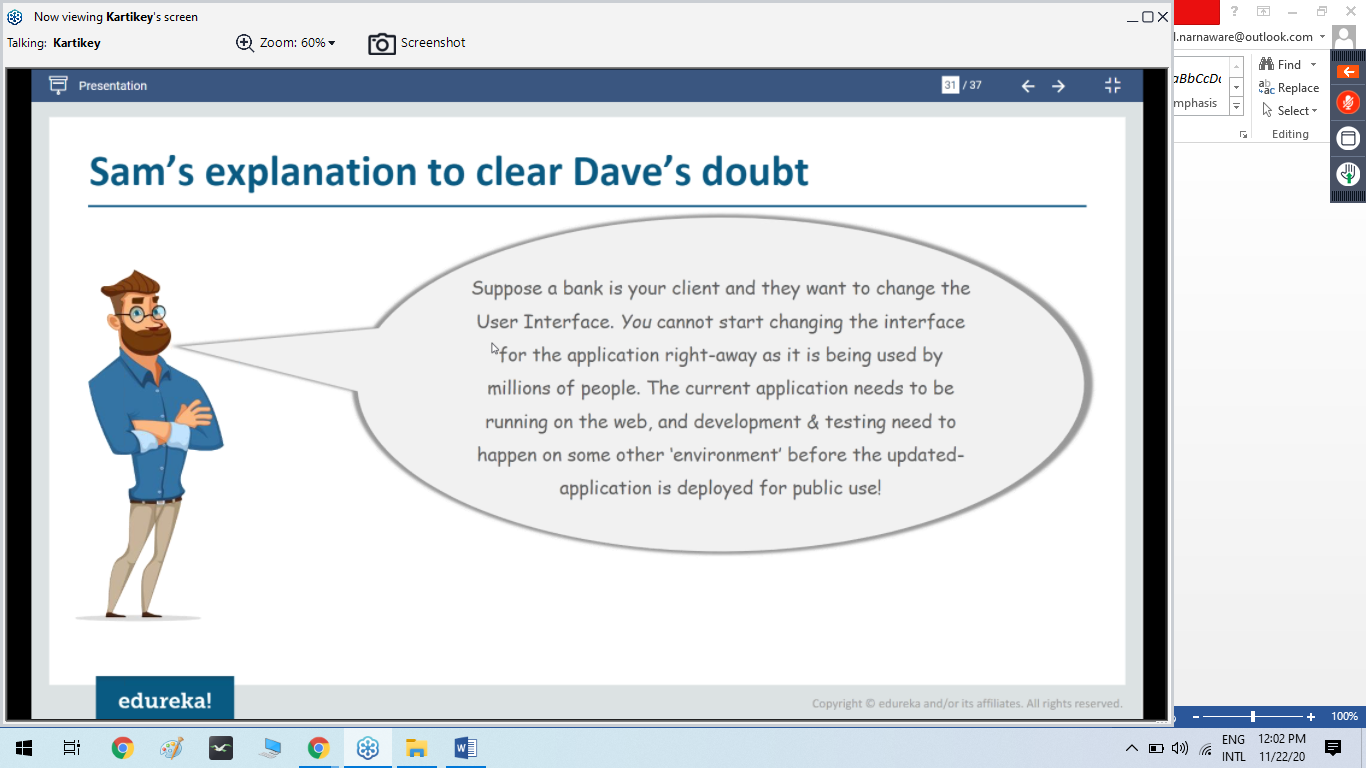 Now viewing Kartikey's screen
Talking: Kartikey
Zoom: 60%
Screenshot
l.narnaware@outlook.com
aBbCcDc
mphasis
Find
Replace
Select
Editing
Presentation
31 / 37
Sam's explanation to clear Dave's doubt
Suppose a bank is your client and they want to change the
User Interface. You cannot start changing the interface
for the application right-away as it is being used by
millions of people. The current application needs to be
running on the web, and development & testing need to
happen on some other 'environment' before the updated-
application is deployed for public use!
edureka!
Copyright © edureka and/or its affiliates. All rights reserved.
100%
ENG
INTL
12:02 PM
11/22/20